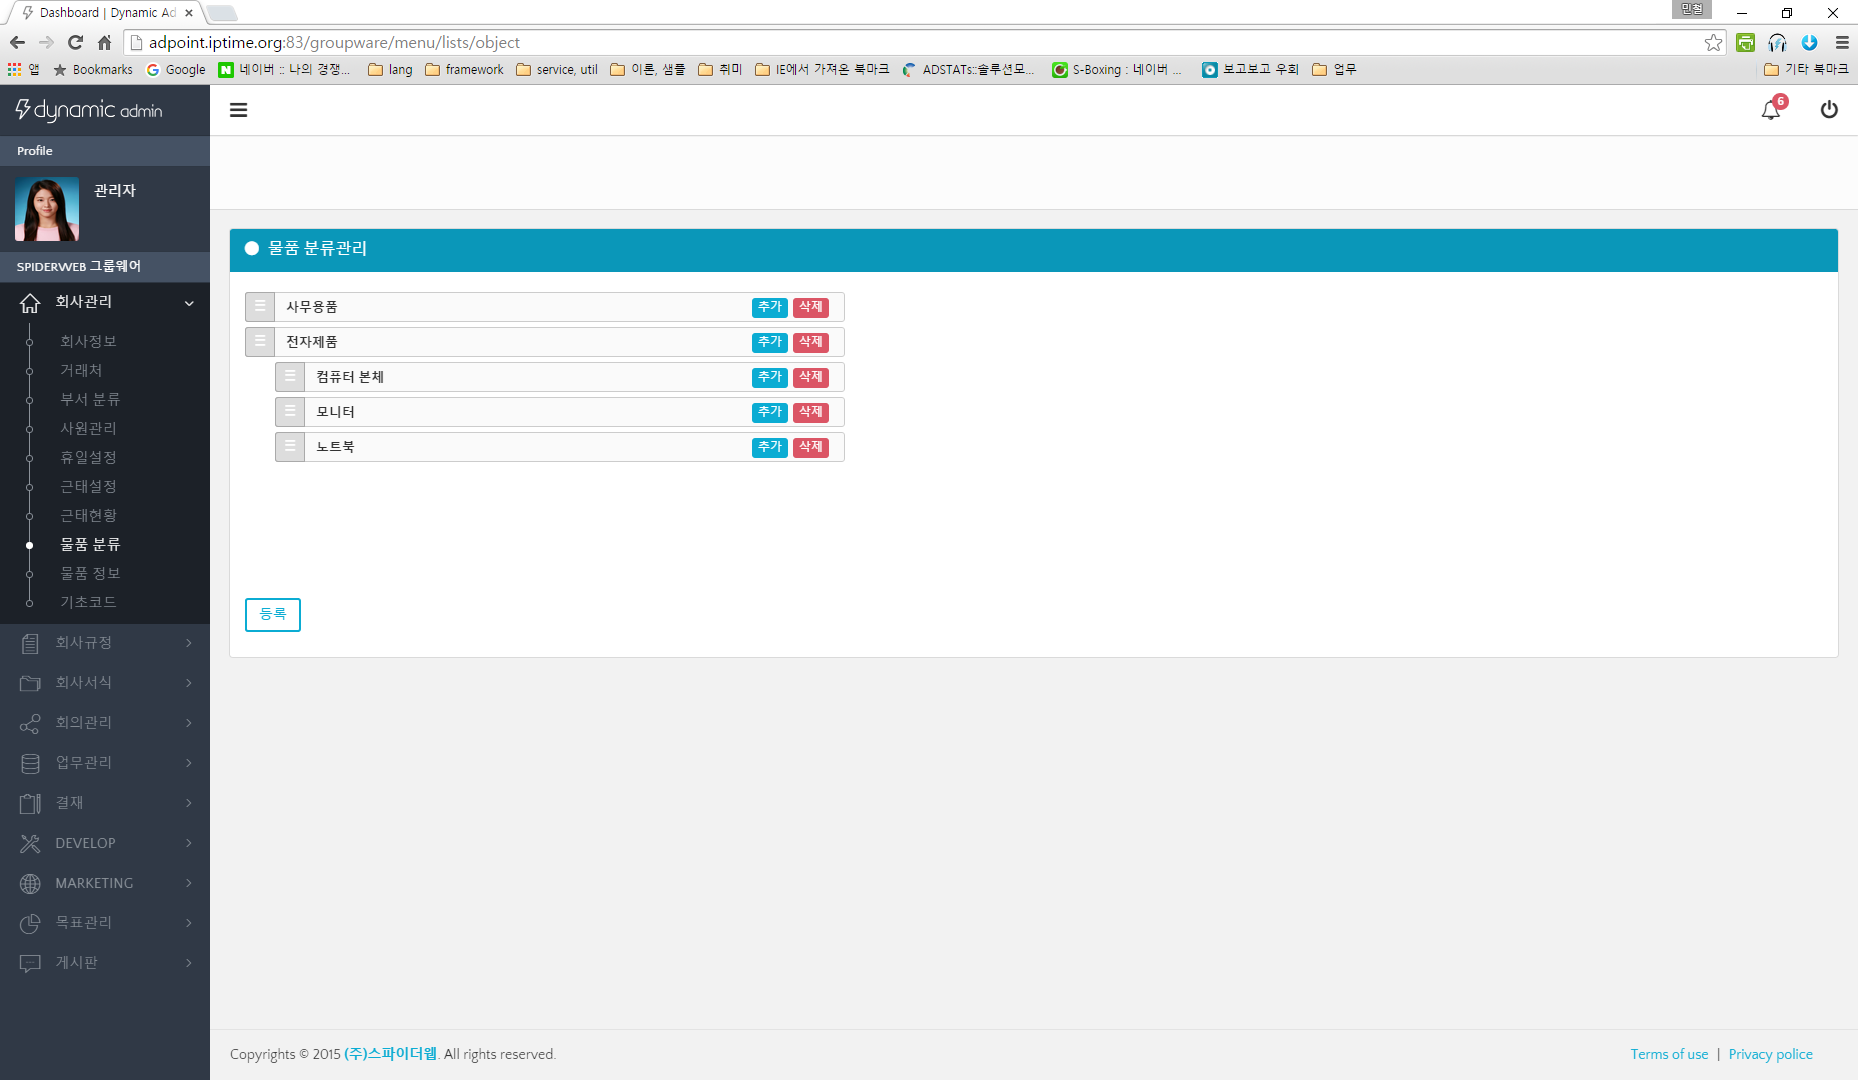 Dashboard | Dynamic Ad
민철
adpoint.iptime.org:83/groupware/menu/lists/object
앱 Bookmarks Google 네이버 :: 나의 경쟁... lang framework service, util 이론, 샘플 취미 IE에서 가져온 북마크 ADSTATs::솔루션모... S-Boxing : 네이버 ... 보고보고 우회 업무 기타 북마크
dynamic admin
6
Profile
관리자
SPIDERWEB 그룹웨어
회사관리
회사정보
거래처
부서 분류
사원관리
휴일설정
근태설정
근태현황
물품 분류
물품 정보
기초코드
회사규정
회사서식
회의관리
업무관리
결재
DEVELOP
MARKETING
목표관리
게시판
물품 분류관리
사무용품 추가 삭제
전자제품 추가 삭제
컴퓨터 본체 추가 삭제
모니터 추가 삭제
노트북 추가 삭제
등록
Copyrights © 2015 (주)스파이더웹. All rights reserved.
Terms of use | Privacy police